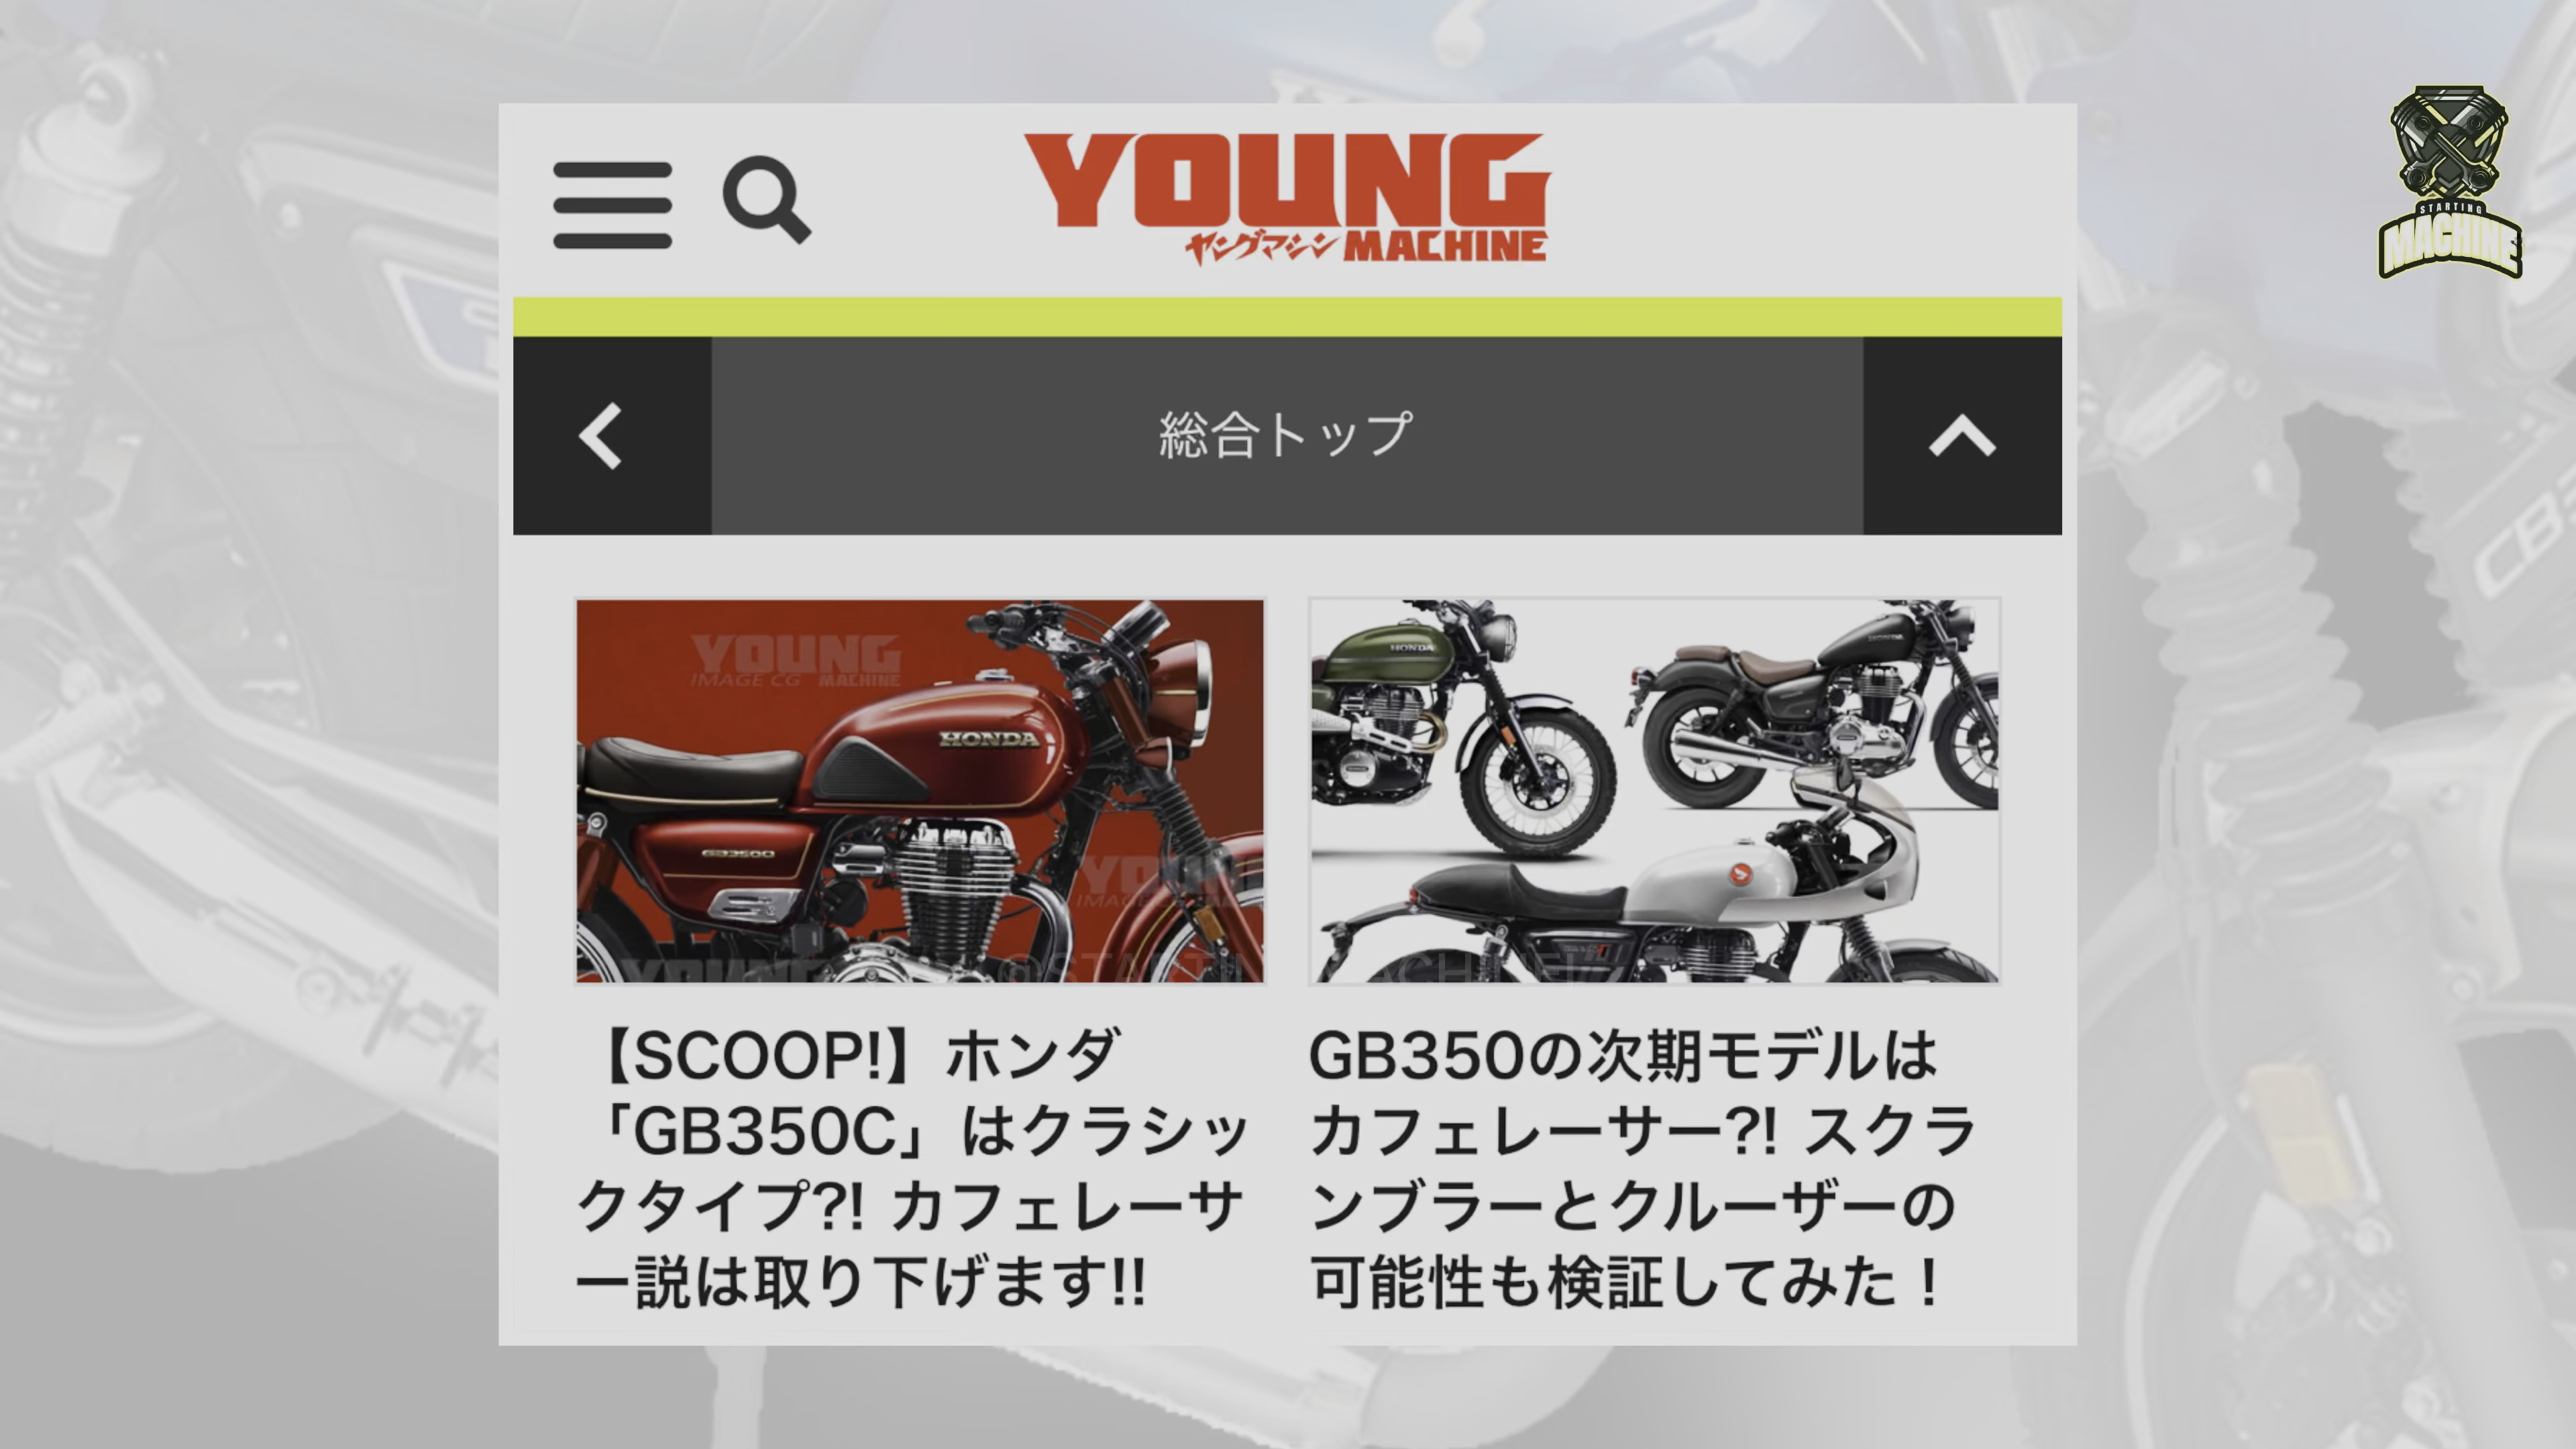 YOUNG
ヤングマシン MACHINE
STARTING
MACHINE
総合トップ
YOUNG
IMAGE CG MACHINE
HONDA
GB350C
HONDA
HONDA
【SCOOP!】ホンダ
「GB350C」はクラシッ
クタイプ?! カフェレーサ
ー説は取り下げます!!
GB350の次期モデルは
カフェレーサー?! スクラ
ンブラーとクルーザーの
可能性も検証してみた！